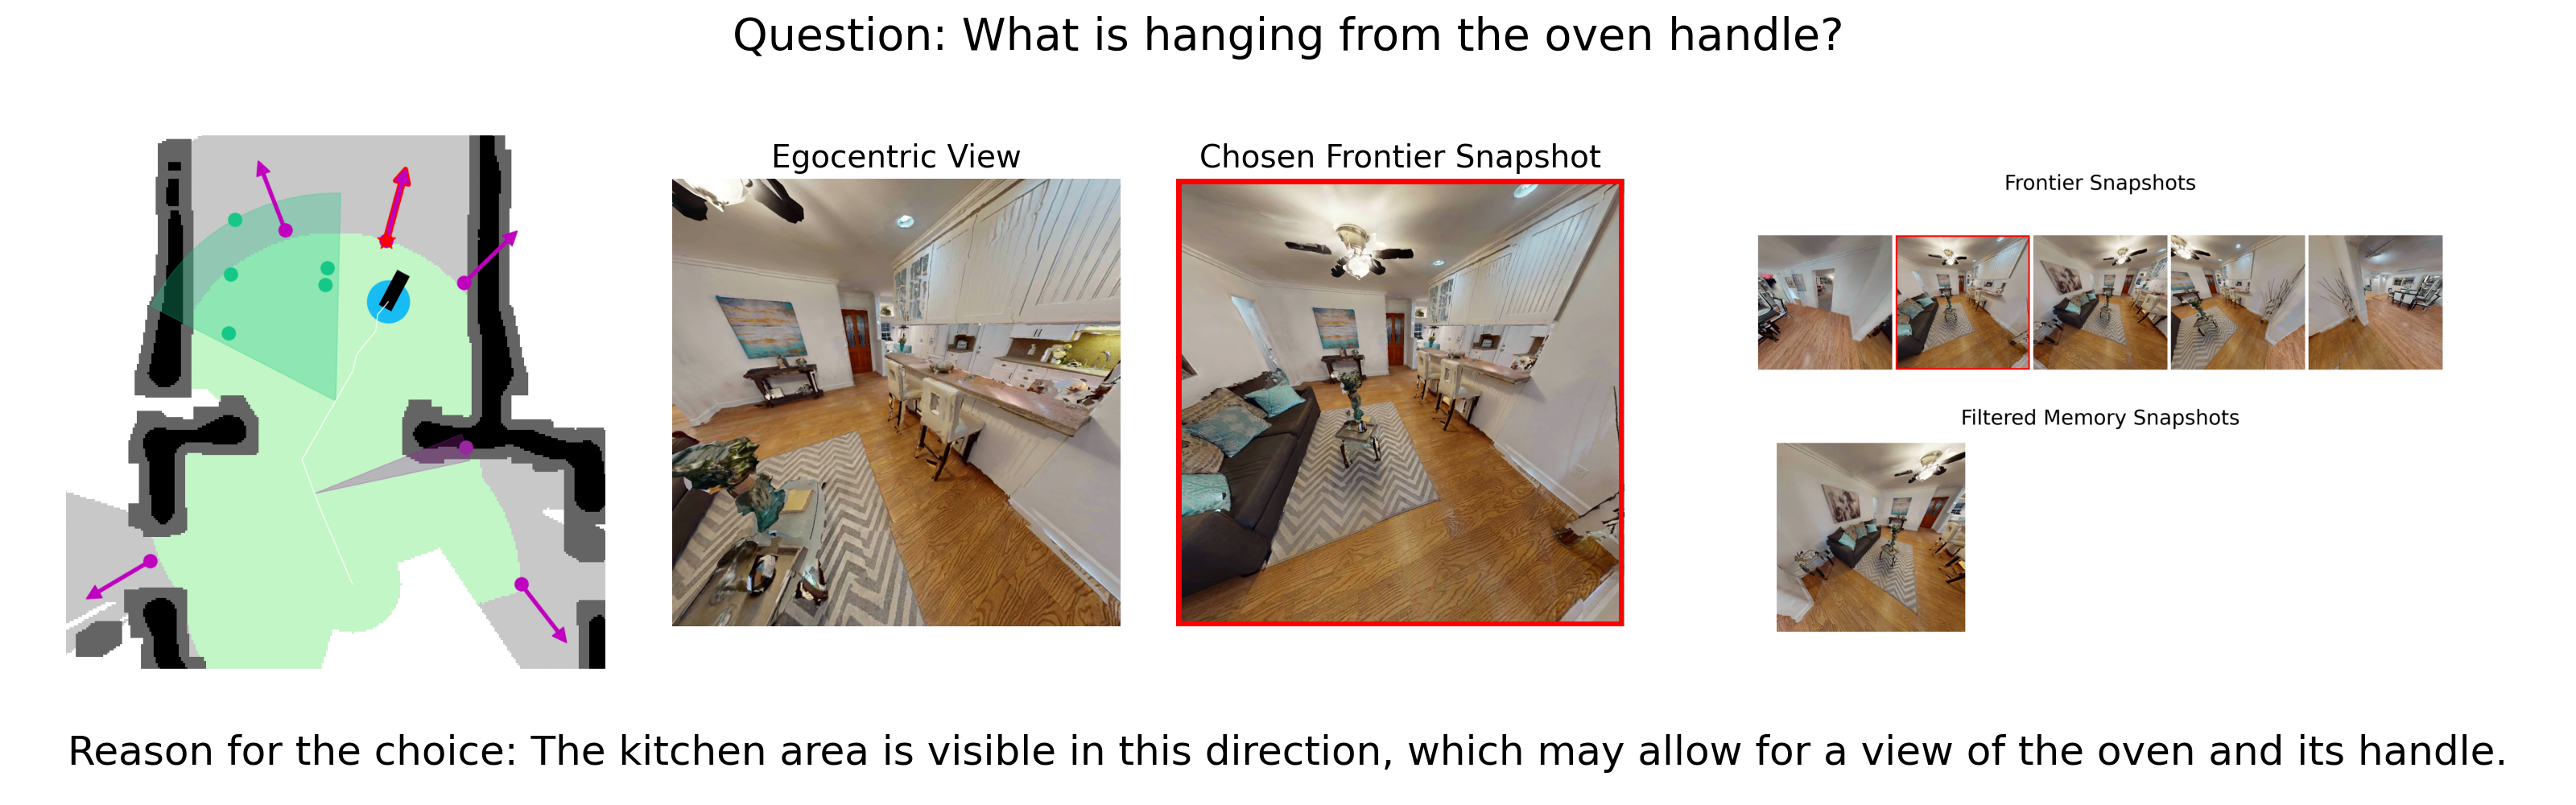 Question: What is hanging from the oven handle?
Egocentric View
Chosen Frontier Snapshot
Frontier Snapshots
Filtered Memory Snapshots
Reason for the choice: The kitchen area is visible in this direction, which may allow for a view of the oven and its handle.